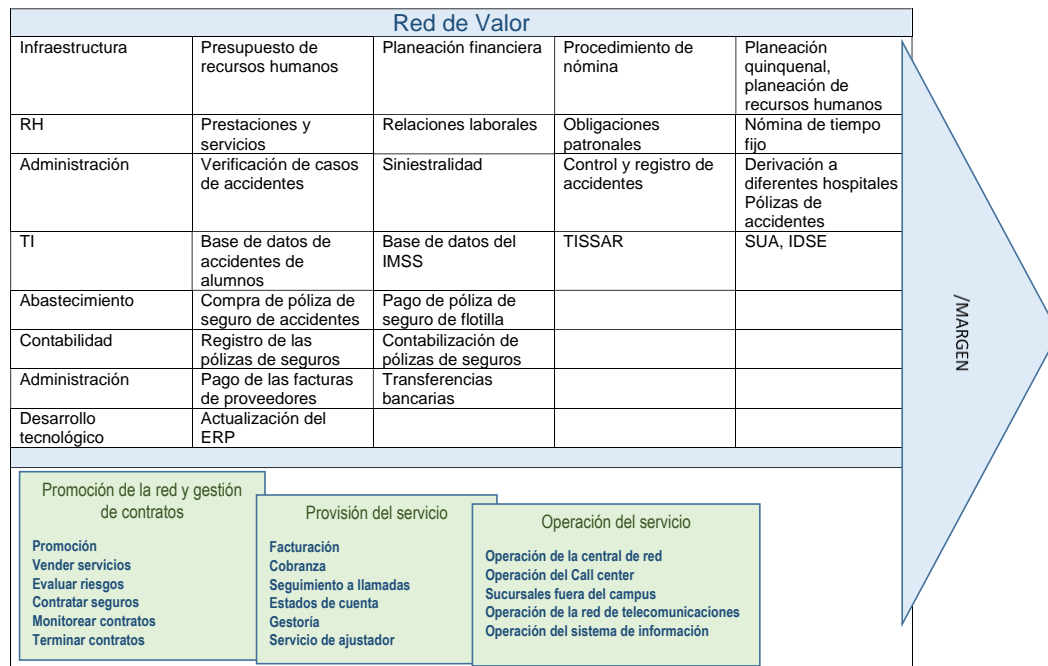 Red de Valor
Infraestructura
Presupuesto de
recursos humanos
Planeación financiera
Procedimiento de
nómina
Planeación
quinquenal,
planeación de
recursos humanos
RH
Prestaciones y
servicios
Relaciones laborales
Obligaciones
patronales
Nómina de tiempo
fijo
Administración
Verificación de casos
de accidentes
Siniestralidad
Control y registro de
accidentes
Derivación a
diferentes hospitales
Pólizas de
accidentes
TI
Base de datos de
accidentes de
alumnos
Base de datos del
IMSS
TISSAR
SUA, IDSE
Abastecimiento
Compra de póliza de
seguro de accidentes
Pago de póliza de
seguro de flotilla
Contabilidad
Registro de las
pólizas de seguros
Contabilización de
pólizas de seguros
Administración
Pago de las facturas
de proveedores
Transferencias
bancarias
Desarrollo
tecnológico
Actualización del
ERP
/MARGEN
Promoción de la red y gestión
de contratos
Promoción
Vender servicios
Evaluar riesgos
Contratar seguros
Monitorear contratos
Terminar contratos
Provisión del servicio
Facturación
Cobranza
Seguimiento a llamadas
Estados de cuenta
Gestoría
Servicio de ajustador
Operación del servicio
Operación de la central de red
Operación del Call center
Sucursales fuera del campus
Operación de la red de telecomunicaciones
Operación del sistema de información